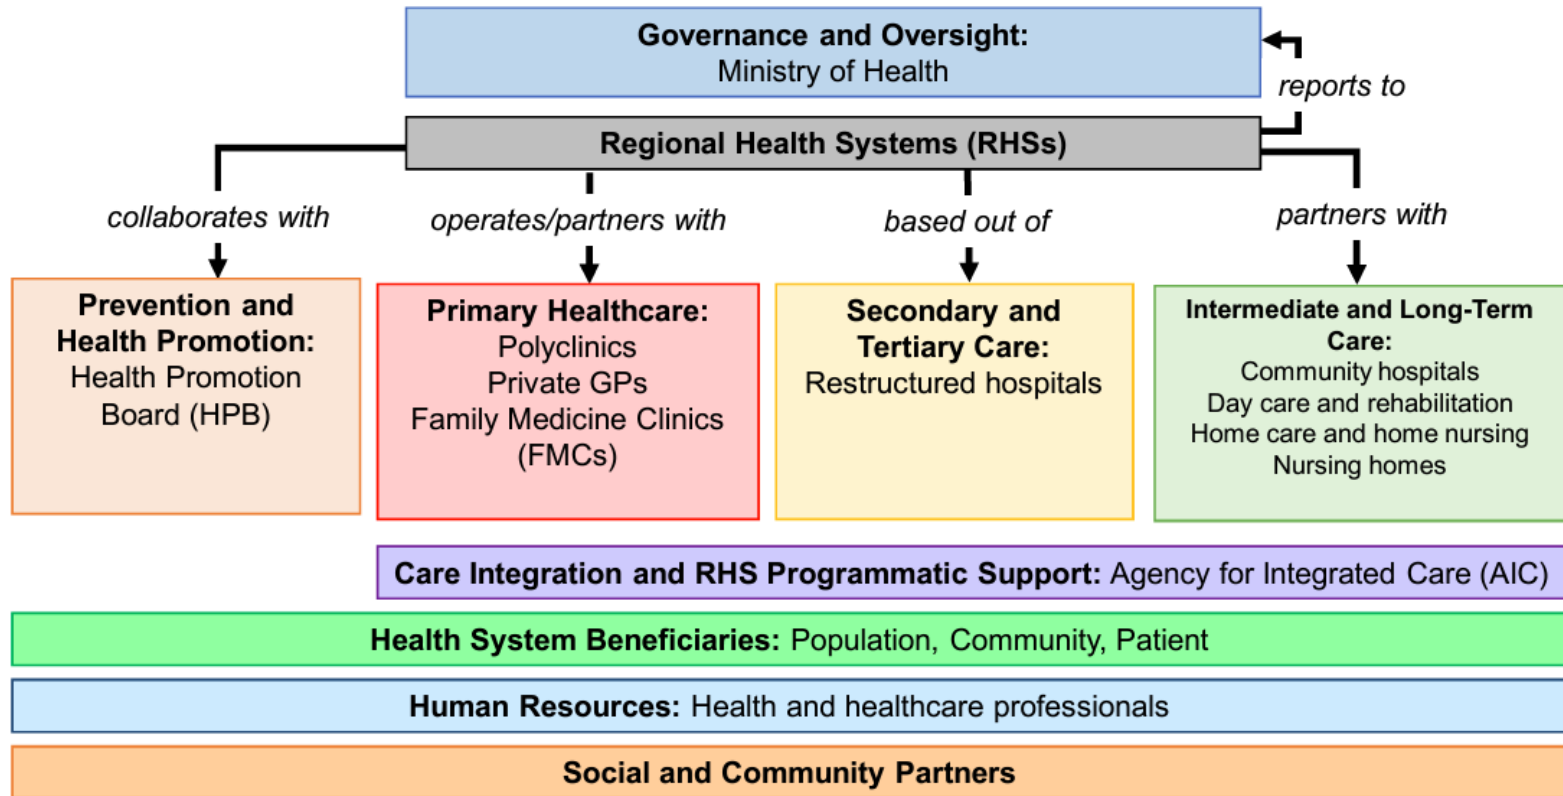 Governance and Oversight:
Ministry of Health
reports to
Regional Health Systems (RHSs)
collaborates with
operates/partners with
based out of
partners with
Prevention and
Health Promotion:
Health Promotion
Board (HPB)
Primary Healthcare:
Polyclinics
Private GPs
Family Medicine Clinics
(FMCs)
Secondary and
Tertiary Care:
Restructured hospitals
Intermediate and Long-Term
Care:
Community hospitals
Day care and rehabilitation
Home care and home nursing
Nursing homes
Care Integration and RHS Programmatic Support: Agency for Integrated Care (AIC)
Health System Beneficiaries: Population, Community, Patient
Human Resources: Health and healthcare professionals
Social and Community Partners